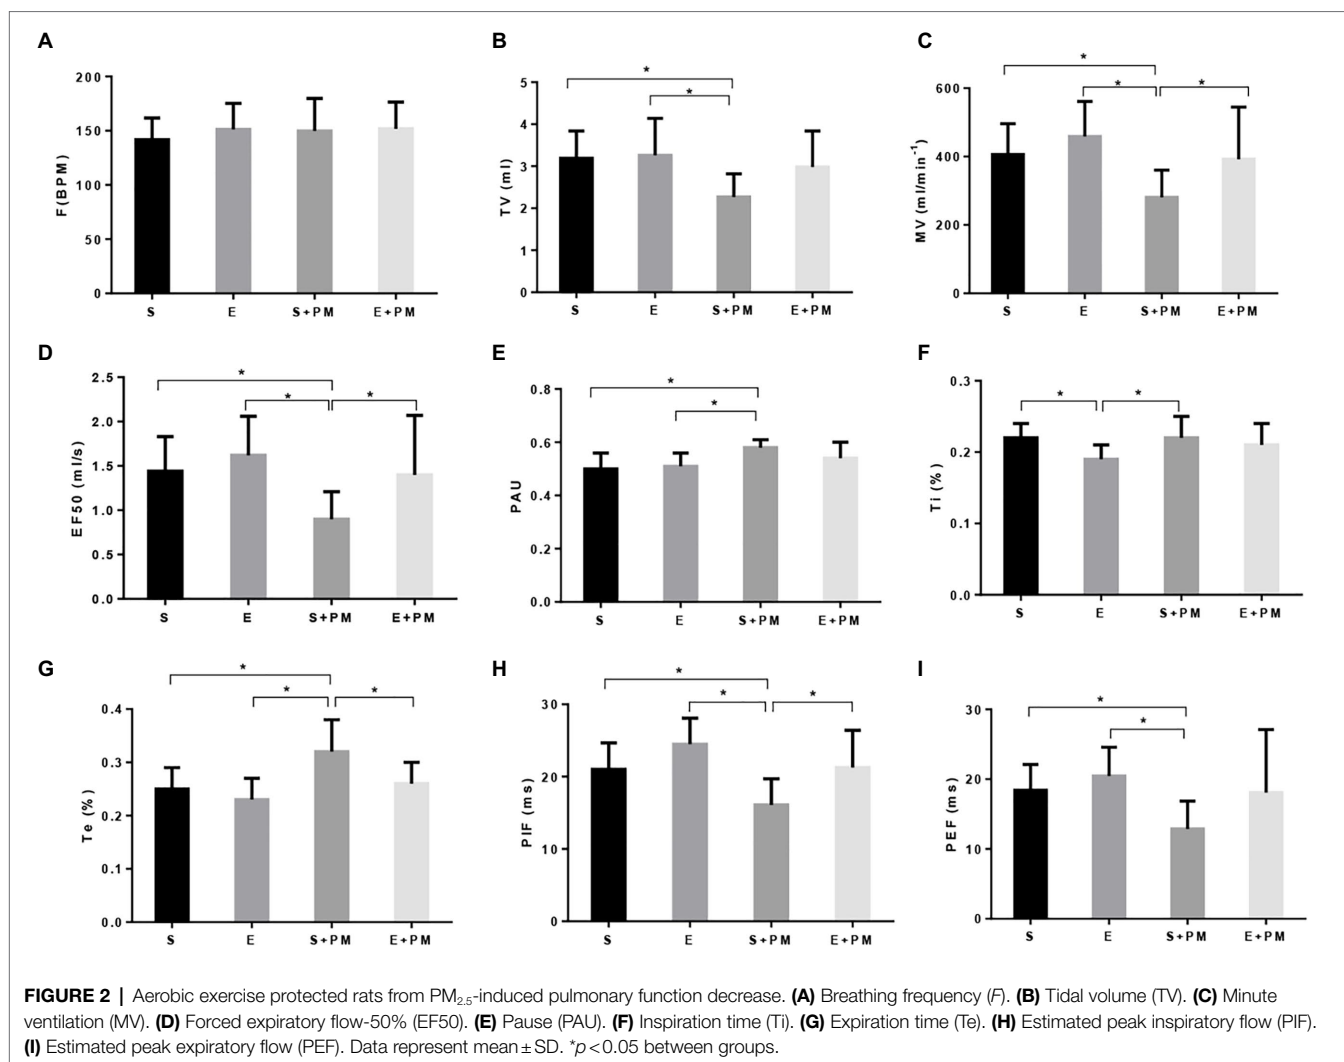 A
F(BPM)
200
150
100
50
0
S E S+PM E+PM
B
TV (ml)
5
4
3
2
1
0
* *
S E S+PM E+PM
C
MV (ml/min⁻¹)
600
400
200
0
* * *
S E S+PM E+PM
D
EF50 (ml/s)
2.5
2.0
1.5
1.0
0.5
0.0
* * *
S E S+PM E+PM
E
PAU
0.8
0.6
0.4
0.2
0.0
* *
S E S+PM E+PM
F
Ti (%)
0.3
0.2
0.1
0.0
* *
S E S+PM E+PM
G
Te (%)
0.4
0.3
0.2
0.1
0.0
* * *
S E S+PM E+PM
H
PIF (ms)
30
20
10
0
* * *
S E S+PM E+PM
I
PEF (ms)
30
20
10
0
* *
S E S+PM E+PM
FIGURE 2 | Aerobic exercise protected rats from PM₂.₅-induced pulmonary function decrease. (A) Breathing frequency (F). (B) Tidal volume (TV). (C) Minute
ventilation (MV). (D) Forced expiratory flow-50% (EF50). (E) Pause (PAU). (F) Inspiration time (Ti). (G) Expiration time (Te). (H) Estimated peak inspiratory flow (PIF).
(I) Estimated peak expiratory flow (PEF). Data represent mean ± SD. *p < 0.05 between groups.